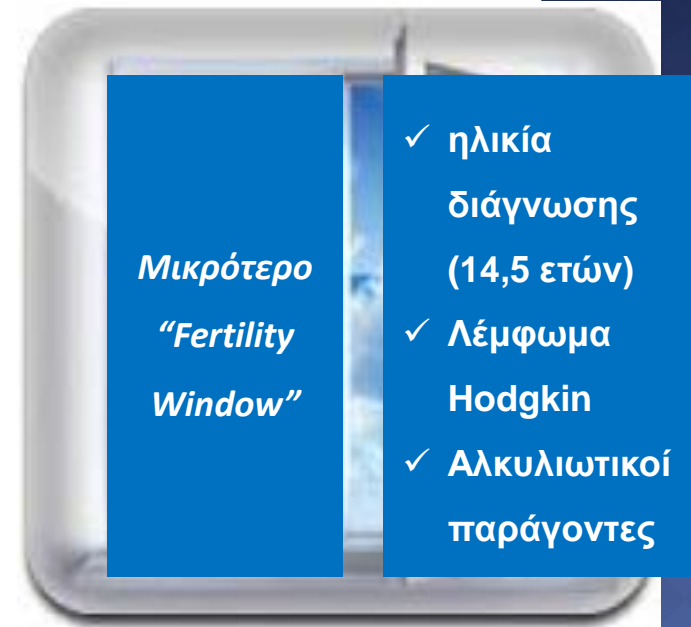 Μικρότερο
“Fertility
Window”
✓ ηλικία
διάγνωσης
(14,5 ετών)
✓ Λέμφωμα
Hodgkin
✓ Αλκυλιωτικοί
παράγοντες